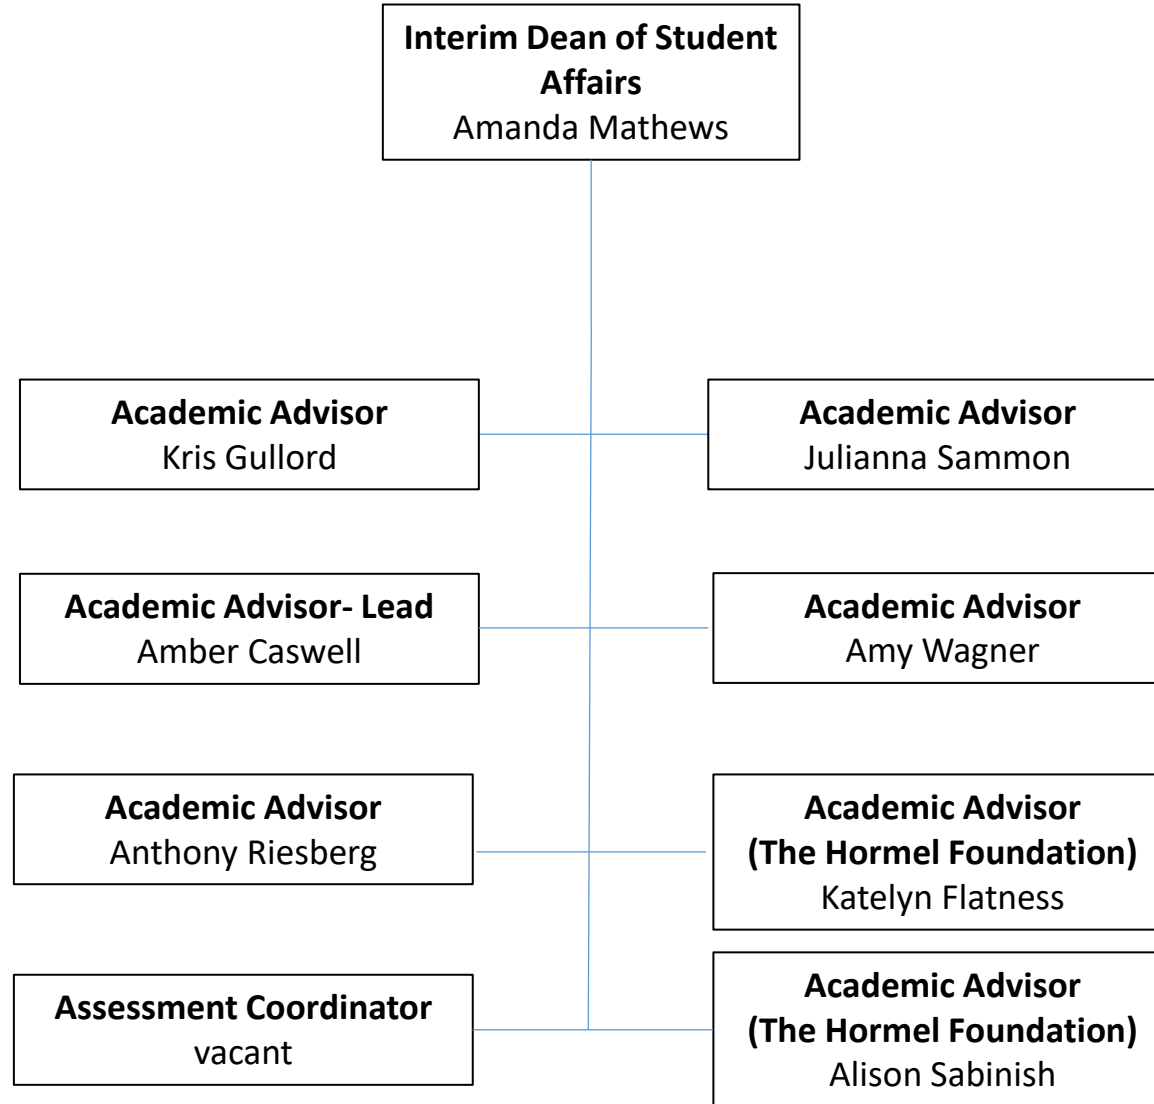 Interim Dean of Student
Affairs
Amanda Mathews
Academic Advisor
Kris Gullord
Academic Advisor
Julianna Sammon
Academic Advisor- Lead
Amber Caswell
Academic Advisor
Amy Wagner
Academic Advisor
Anthony Riesberg
Academic Advisor
(The Hormel Foundation)
Katelyn Flatness
Assessment Coordinator
vacant
Academic Advisor
(The Hormel Foundation)
Alison Sabinish